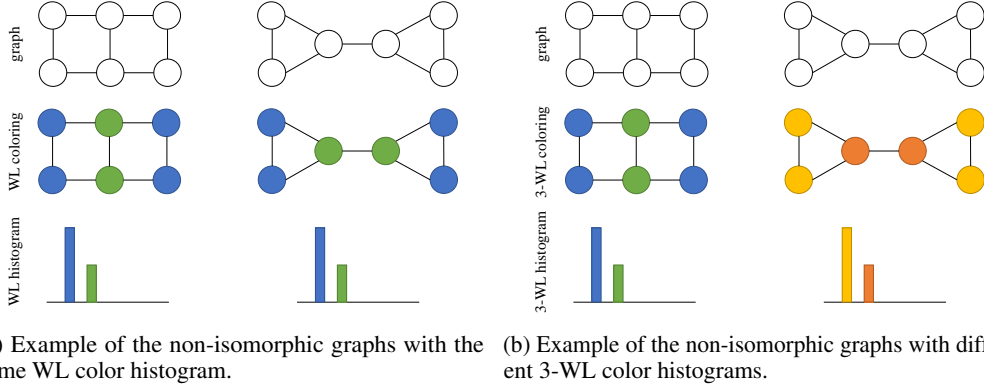 graph
WL coloring
WL histogram
graph
3-WL coloring
3-WL histogram
) Example of the non-isomorphic graphs with the
me WL color histogram.
(b) Example of the non-isomorphic graphs with diff
ent 3-WL color histograms.